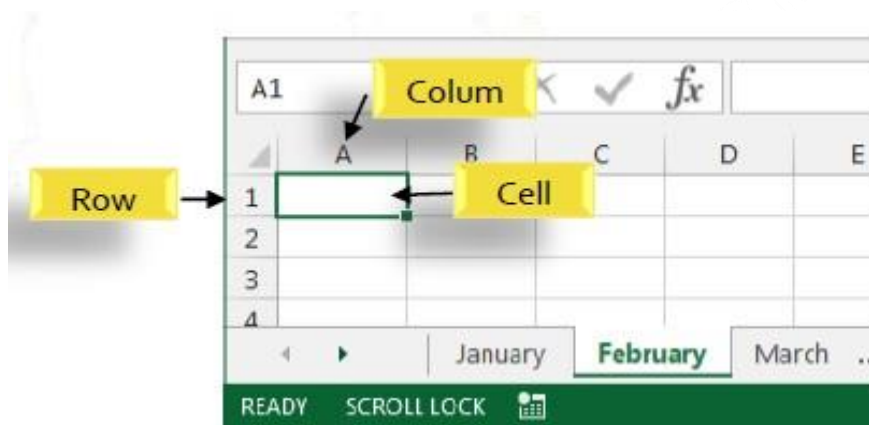 A1 Colum fx
A B C D E
Row 1 Cell
2
3
4
January February March ..
READY SCROLL LOCK